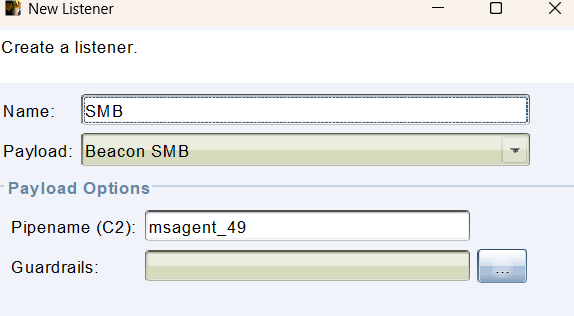 New Listener
Create a listener.
Name: SMB
Payload: Beacon SMB
Payload Options
Pipename (C2): msagent_49
Guardrails:
...